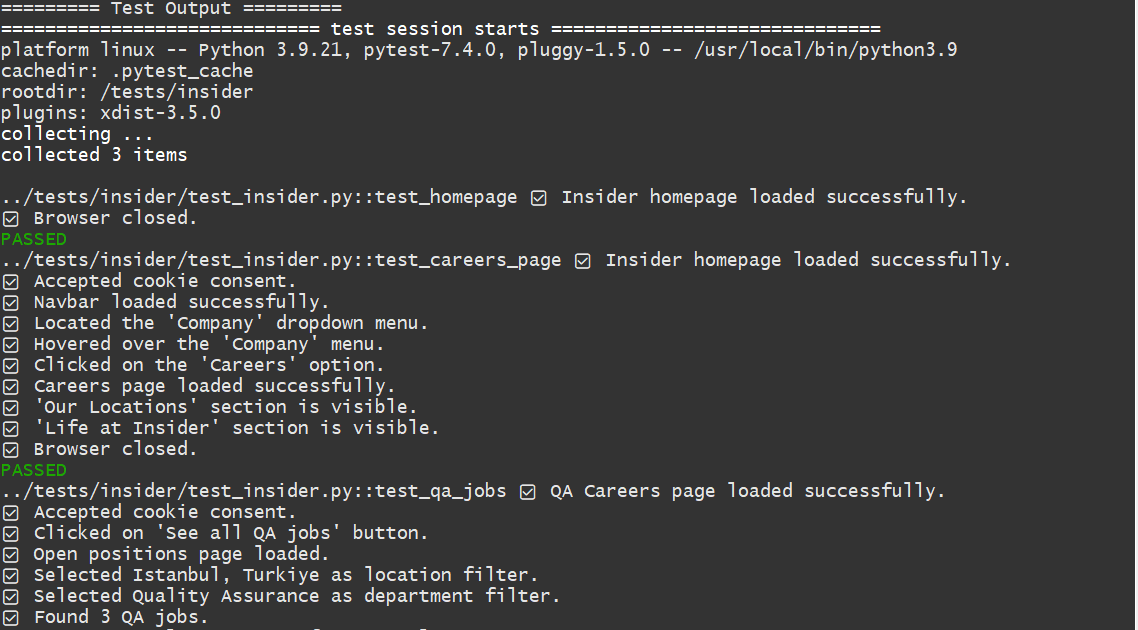 ========= Test Output =========
============================= test session starts ==============================
platform linux -- Python 3.9.21, pytest-7.4.0, pluggy-1.5.0 -- /usr/local/bin/python3.9
cachedir: .pytest_cache
rootdir: /tests/insider
plugins: xdist-3.5.0
collecting ...
collected 3 items
../tests/insider/test_insider.py::test_homepage ☑ Insider homepage loaded successfully.
☑ Browser closed.
PASSED
../tests/insider/test_insider.py::test_careers_page ☑ Insider homepage loaded successfully.
☑ Accepted cookie consent.
☑ Navbar loaded successfully.
☑ Located the 'Company' dropdown menu.
☑ Hovered over the 'Company' menu.
☑ Clicked on the 'Careers' option.
☑ Careers page loaded successfully.
☑ 'Our Locations' section is visible.
☑ 'Life at Insider' section is visible.
☑ Browser closed.
PASSED
../tests/insider/test_insider.py::test_qa_jobs ☑ QA Careers page loaded successfully.
☑ Accepted cookie consent.
☑ Clicked on 'See all QA jobs' button.
☑ Open positions page loaded.
☑ Selected Istanbul, Turkiye as location filter.
☑ Selected Quality Assurance as department filter.
☑ Found 3 QA jobs.